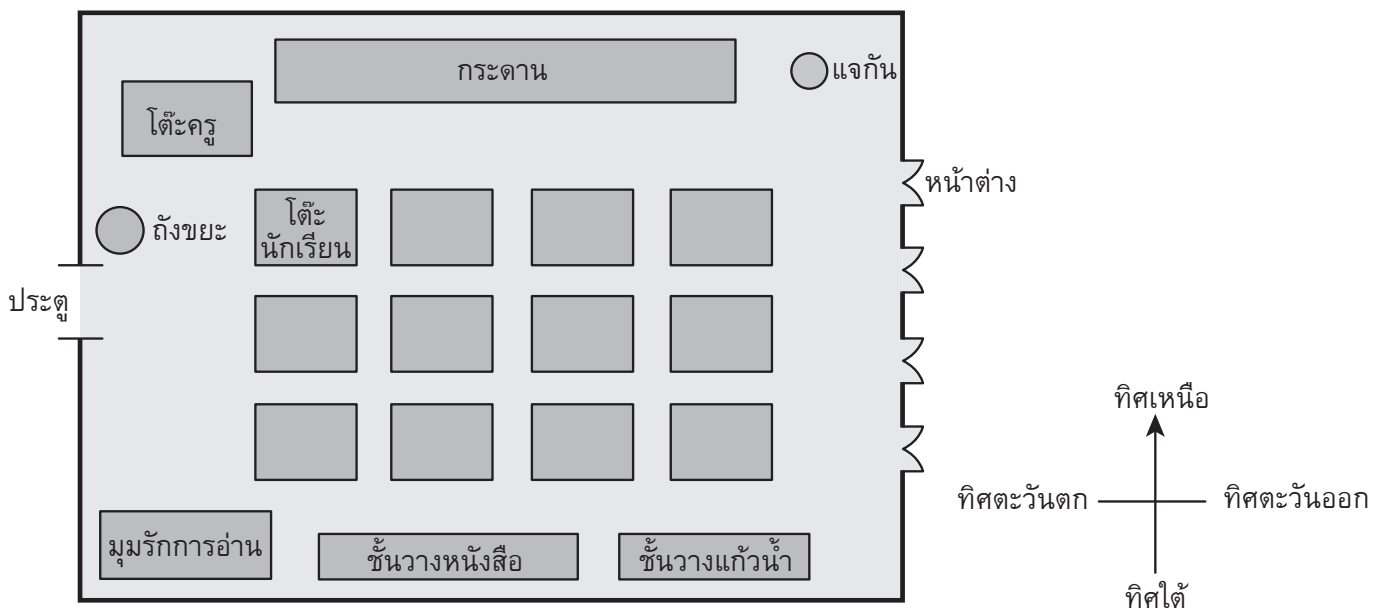 กระดาน
แจกัน
โต๊ะครู
หน้าต่าง
โต๊ะ
นักเรียน
ถังขยะ
ประตู
ทิศเหนือ
ทิศตะวันตก
ทิศตะวันออก
มุมรักการอ่าน
ชั้นวางหนังสือ
ชั้นวางแก้วน้ำ
ทิศใต้